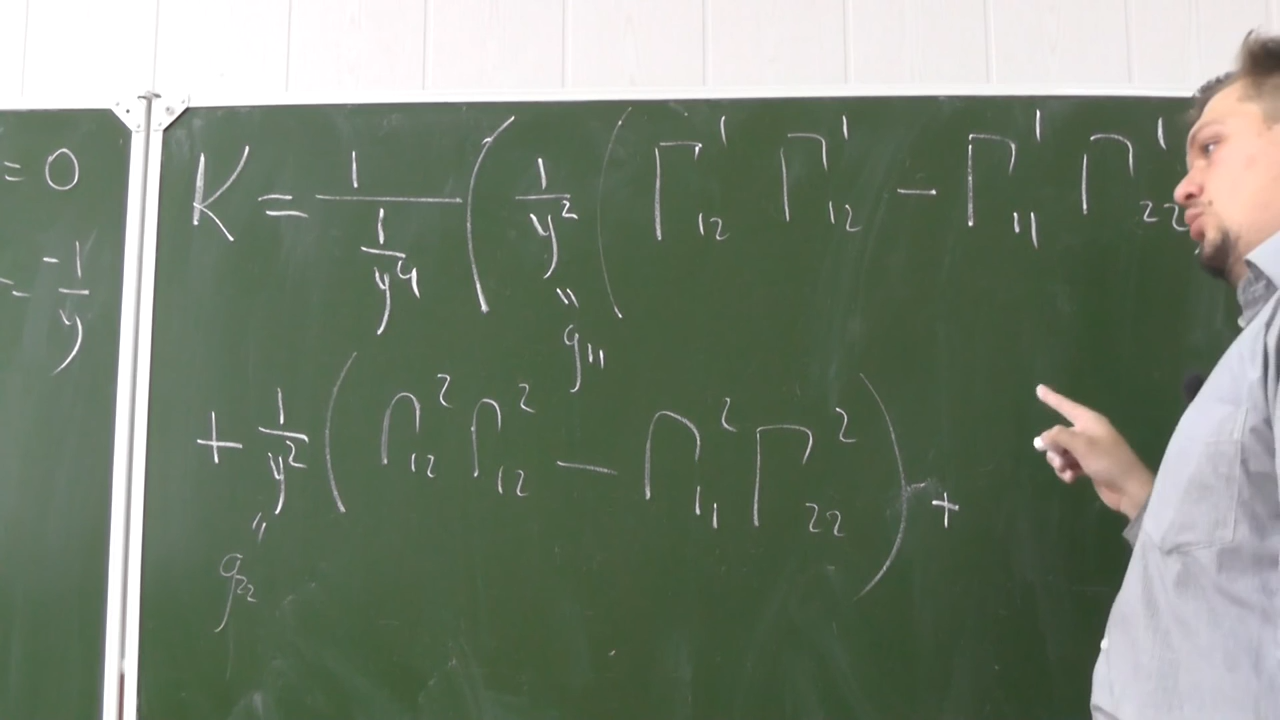 = 0
= -1/y
K = 1/(1/y⁴) ( 1/y² ( Γ¹₁₂ Γ¹₁₂ − Γ¹₁₁ Γ¹₂₂
" g₁₁
+ 1/y² ( Γ²₁₂ Γ²₁₂ − Γ²₁₁ Γ²₂₂ ) +
" g₂₂